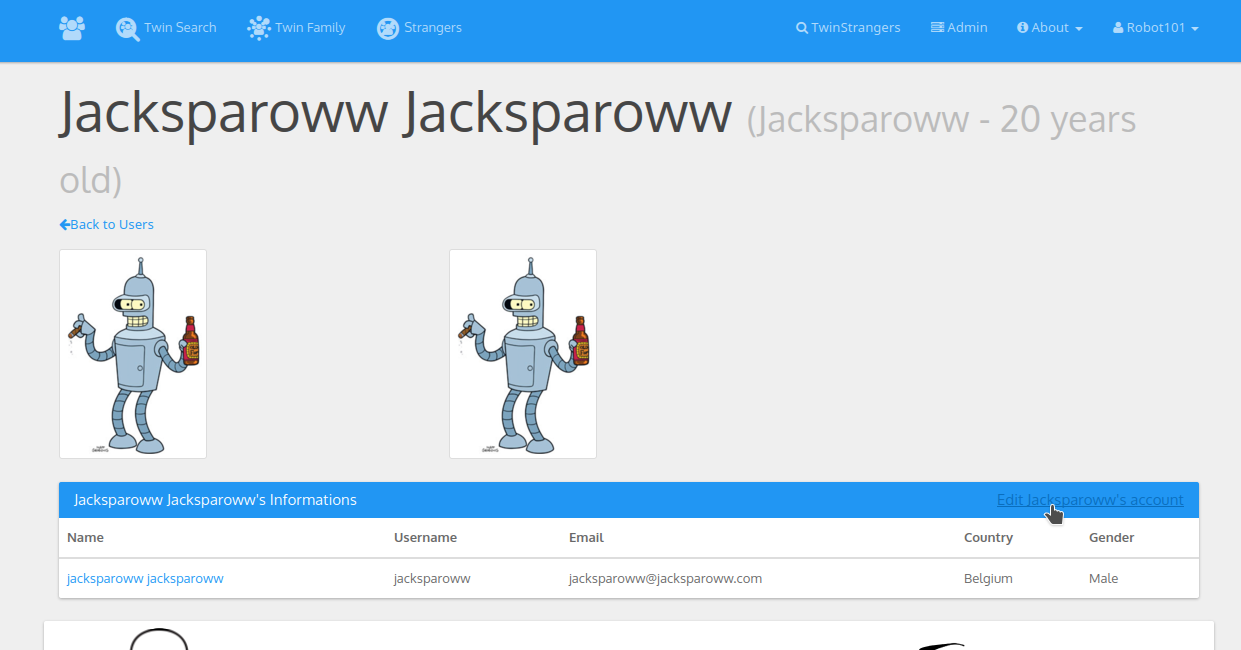 Twin Search Twin Family Strangers TwinStrangers Admin About Robot101
Jacksparoww Jacksparoww (Jacksparoww - 20 years
old)
Back to Users
Jacksparoww Jacksparoww's Informations Edit Jacksparoww's account
Name Username Email Country Gender
jacksparoww jacksparoww jacksparoww jacksparoww@jacksparoww.com Belgium Male